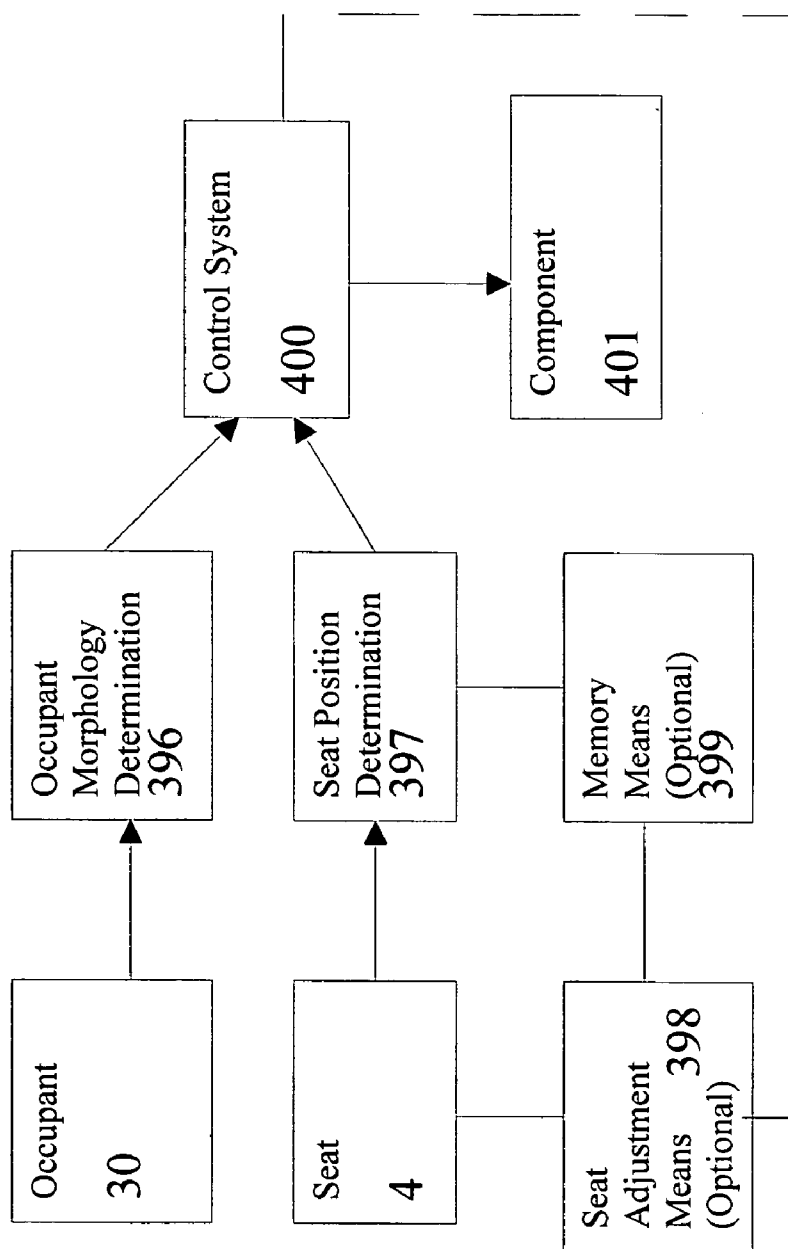 Occupant
30
Occupant
Morphology
Determination
396
Control System
400
Seat
4
Seat Position
Determination
397
Component
401
Seat
Adjustment
Means 398
(Optional)
Memory
Means
(Optional)
399